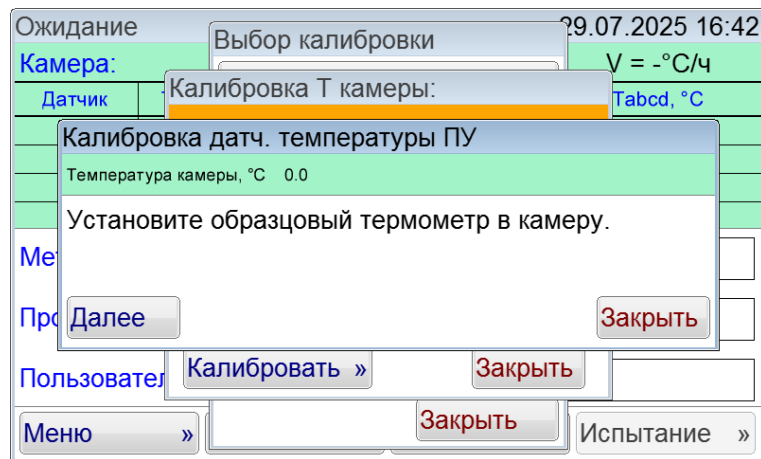 Ожидание
29.07.2025 16:42
Выбор калибровки
Камера:
V = -°C/ч
Калибровка Т камеры:
Датчик
Tabcd, °C
Калибровка датч. температуры ПУ
Температура камеры, °C 0.0
Установите образцовый термометр в камеру.
Далее
Закрыть
Калибровать »
Закрыть
Закрыть
Меню »
Испытание »